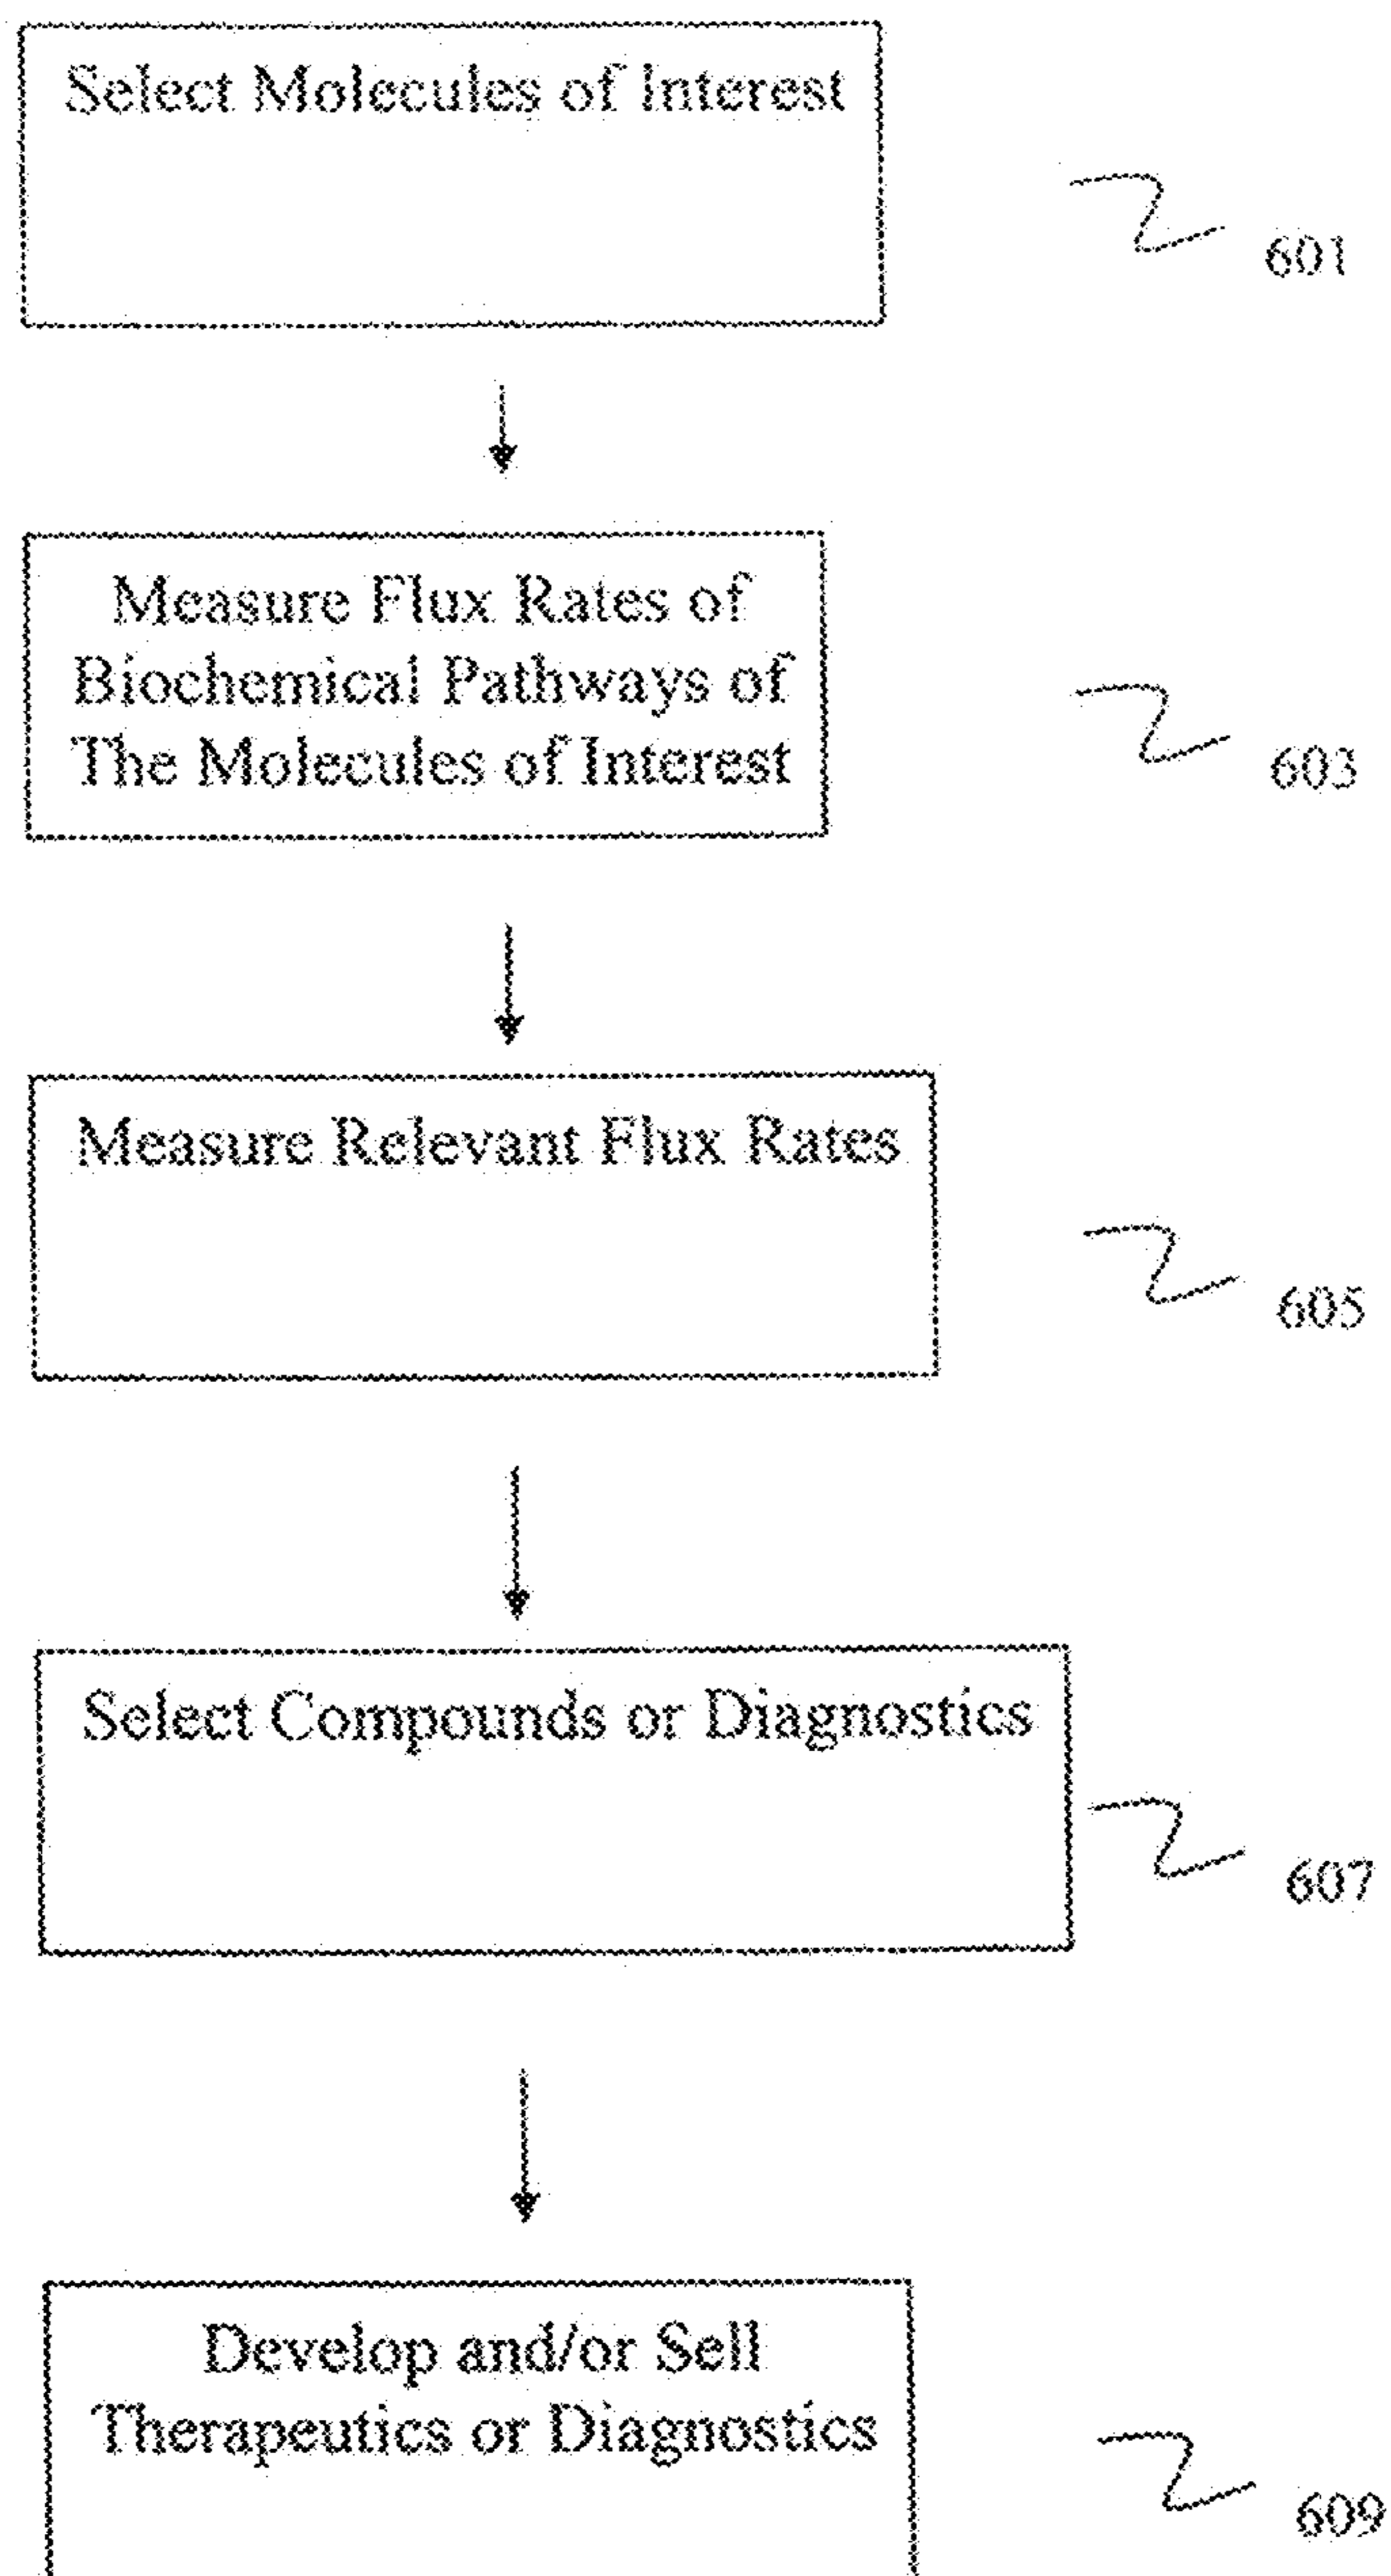 Select Molecules of Interest
601
Measure Flux Rates of
Biochemical Pathways of
The Molecules of Interest
603
Measure Relevant Flux Rates
605
Select Compounds or Diagnostics
607
Develop and/or Sell
Therapeutics or Diagnostics
609